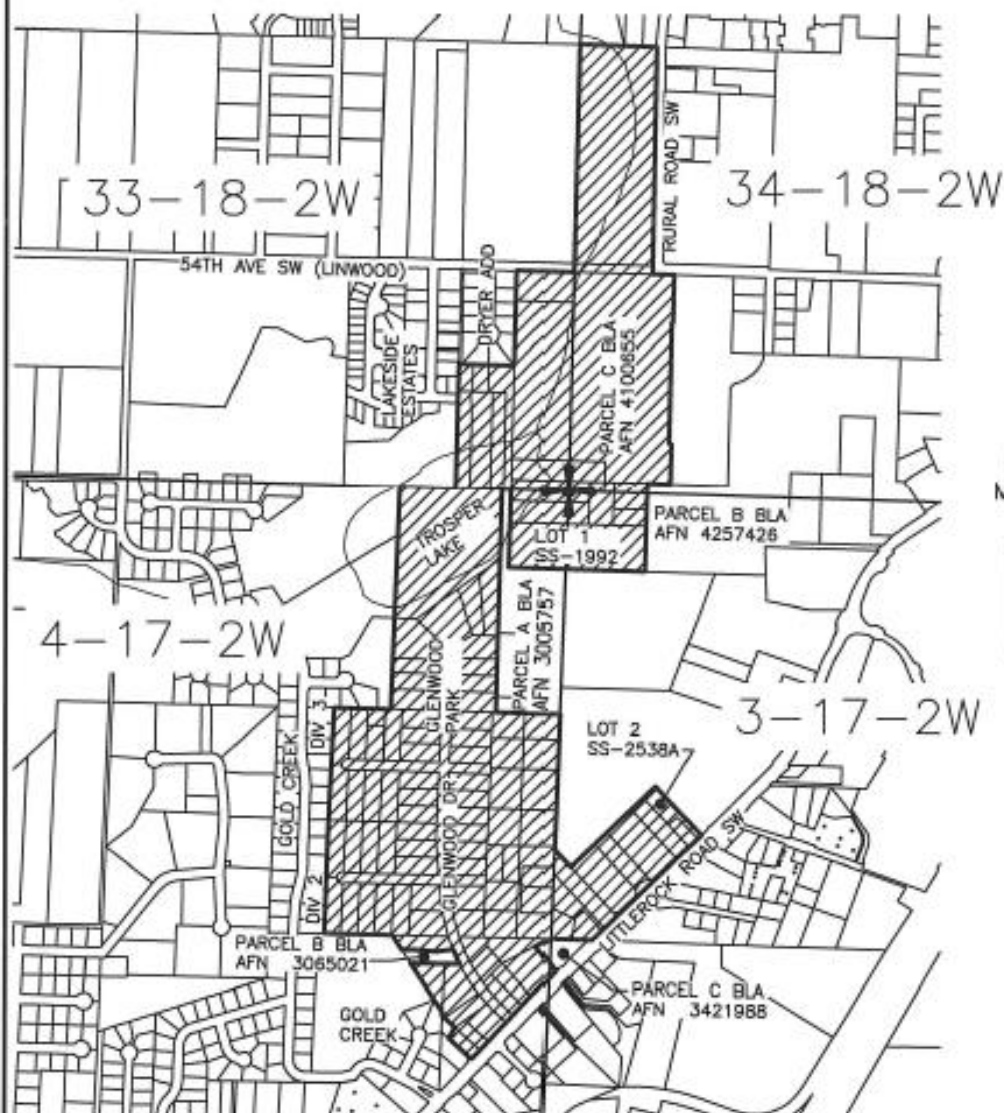 33-18-2W
34-18-2W
RURAL ROAD SW
54TH AVE SW (LINWOOD)
DRYER ADD
LAKESIDE
ESTATES
PARCEL C BLA
AFN 4100655
TROSPER
LAKE
LOT 1
SS-1992
PARCEL B BLA
AFN 4257426
4-17-2W
PARCEL A BLA
AFN 3005757
GLENWOOD
PARK
3-17-2W
LOT 2
SS-2538A
GOLD CREEK
DIV 3
DIV 2
GLENWOOD DR
LITTLEROCK ROAD SW
PARCEL B BLA
AFN 3065021
GOLD
CREEK
PARCEL C BLA
AFN 3421988